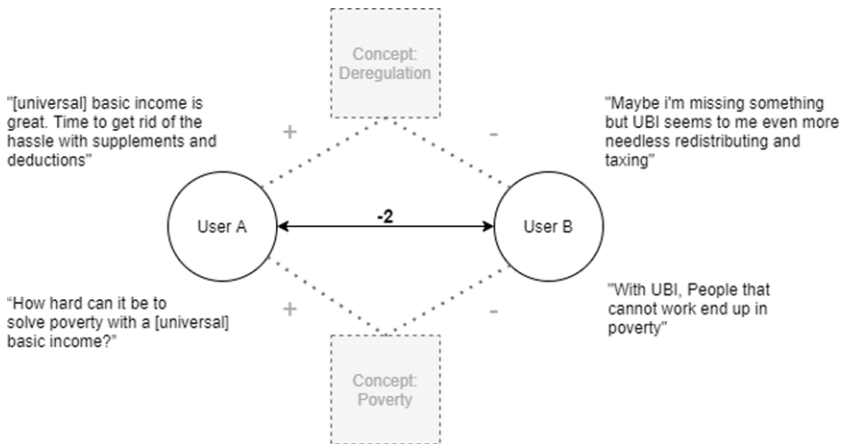 Concept:
Deregulation
"[universal] basic income is
great. Time to get rid of the
hassle with supplements and
deductions"
"Maybe i'm missing something
but UBI seems to me even more
needless redistributing and
taxing"
+
-
User A
-2
User B
"How hard can it be to
solve poverty with a [universal]
basic income?"
"With UBI, People that
cannot work end up in
poverty"
+
-
Concept:
Poverty